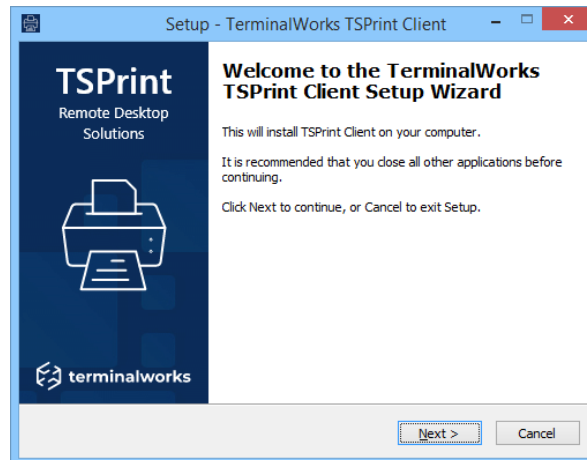 Setup - TerminalWorks TSPrint Client
TSPrint
Remote Desktop
Solutions
terminalworks
Welcome to the TerminalWorks
TSPrint Client Setup Wizard
This will install TSPrint Client on your computer.
It is recommended that you close all other applications before
continuing.
Click Next to continue, or Cancel to exit Setup.
Next >
Cancel